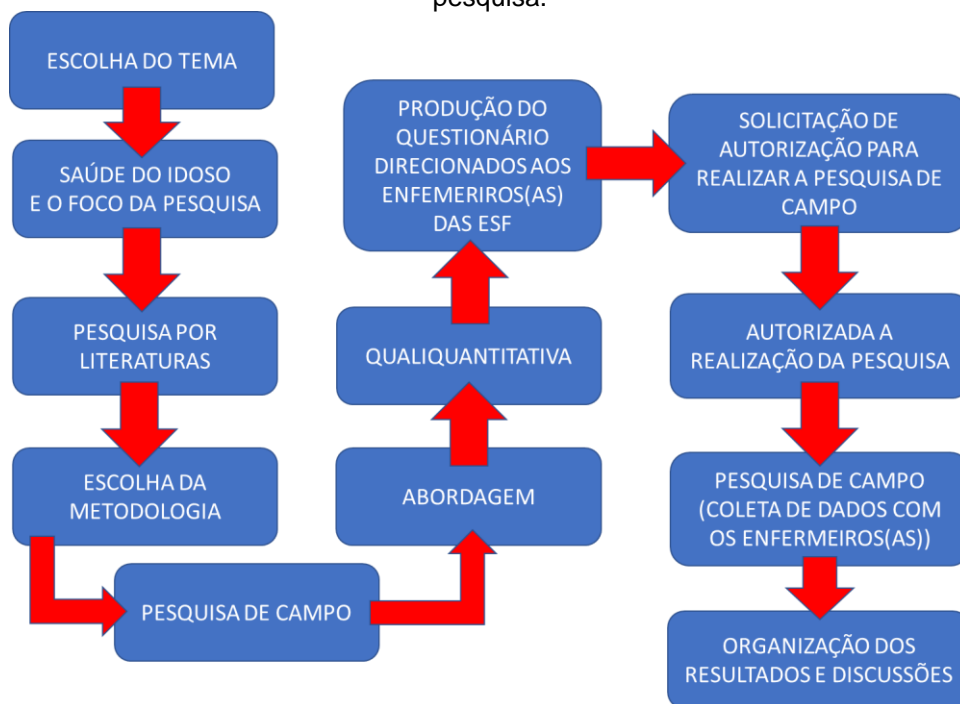 pesquisa.
ESCOLHA DO TEMA
SAÚDE DO IDOSO
E O FOCO DA PESQUISA
PESQUISA POR
LITERATURAS
ESCOLHA DA
METODOLOGIA
PESQUISA DE CAMPO
ABORDAGEM
QUALIQUANTITATIVA
PRODUÇÃO DO
QUESTIONÁRIO
DIRECIONADOS AOS
ENFEMERIROS(AS)
DAS ESF
SOLICITAÇÃO DE
AUTORIZAÇÃO PARA
REALIZAR A PESQUISA DE
CAMPO
AUTORIZADA A
REALIZAÇÃO DA PESQUISA
PESQUISA DE CAMPO
(COLETA DE DADOS COM
OS ENFERMEIROS(AS))
ORGANIZAÇÃO DOS
RESULTADOS E DISCUSSÕES